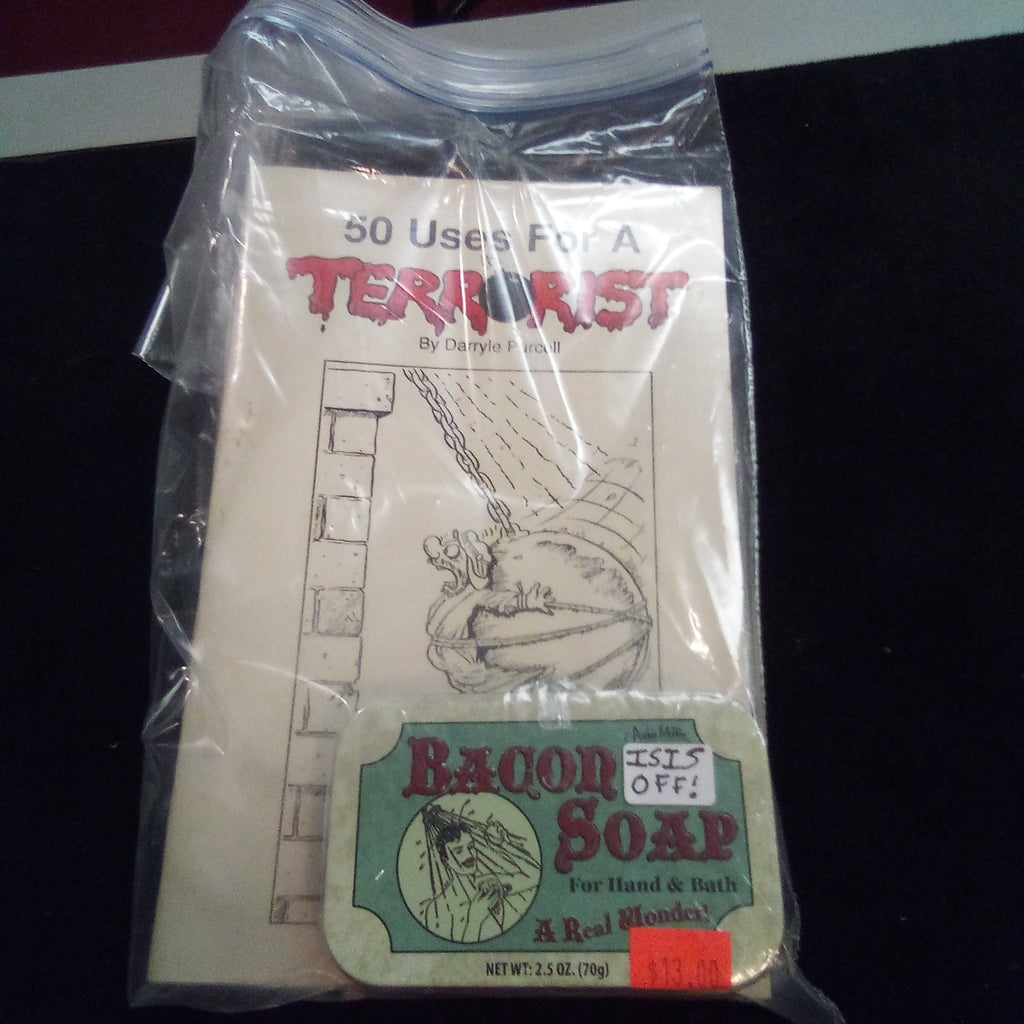 50 Uses For A
TERRORIST
By Darryle Purcell
BACON
ISIS
OFF!
SOAP
For Hand & Bath
A Real Wonder!
NET WT: 2.5 OZ. (70g)
$13.00